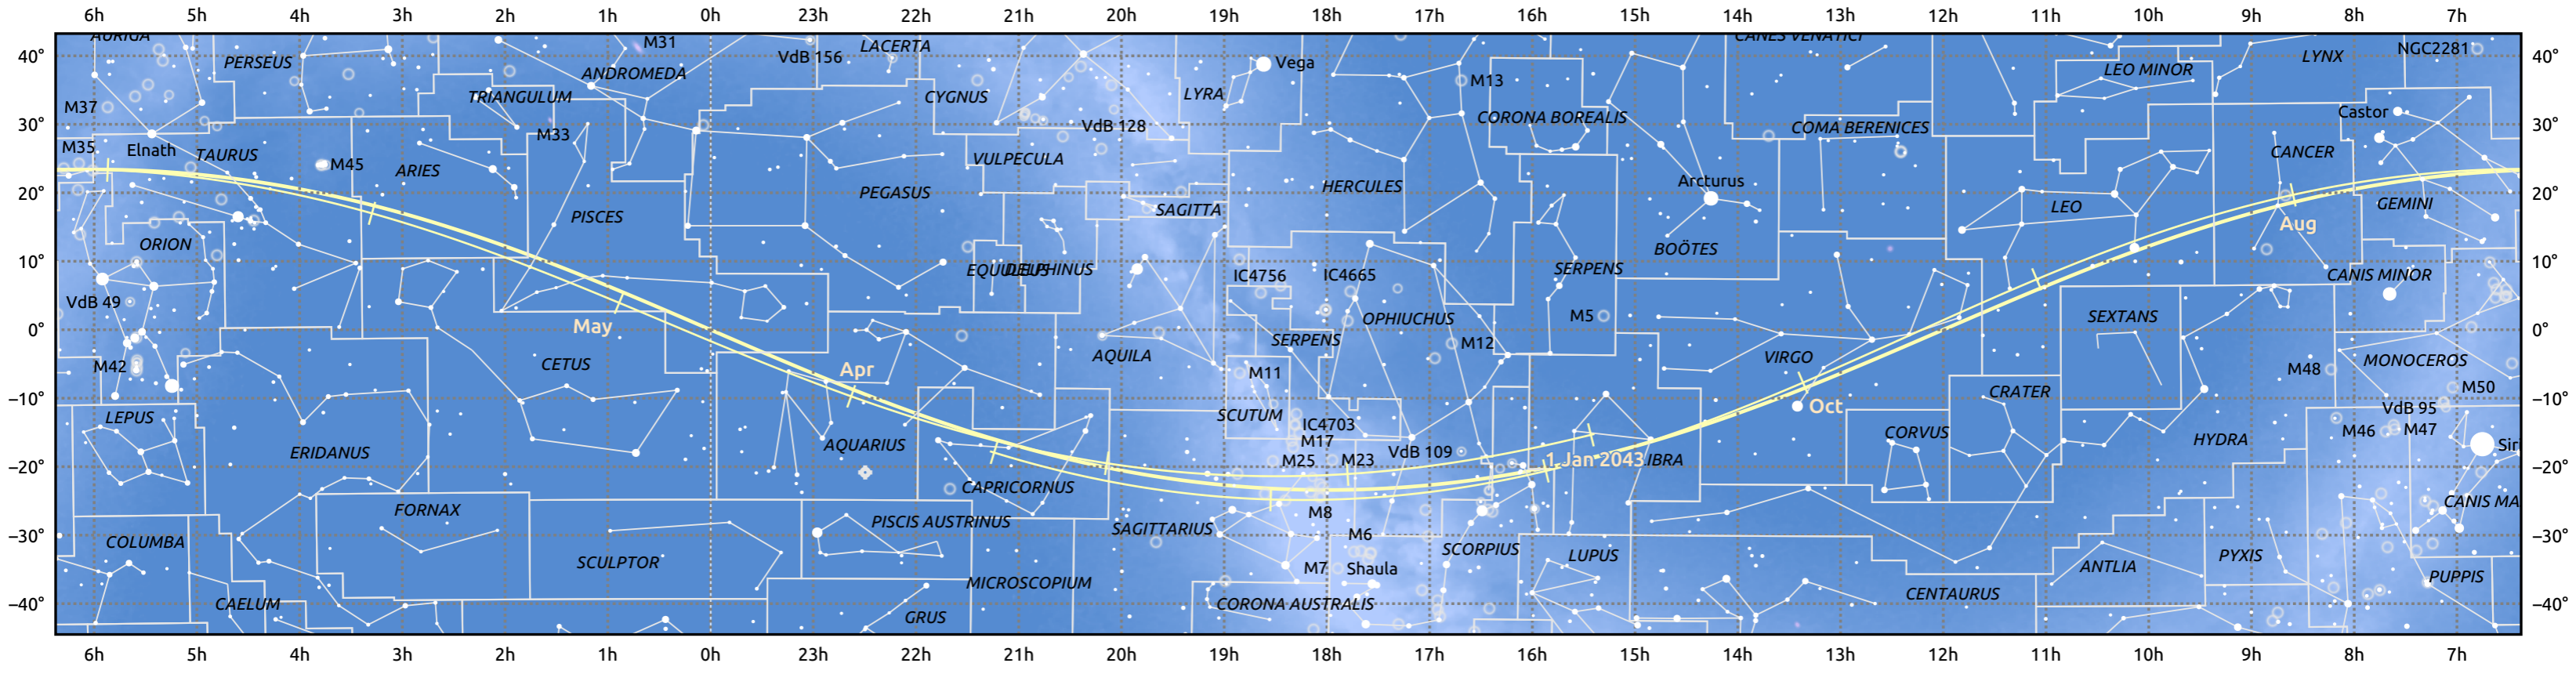 6h 5h 4h 3h 2h 1h 0h 23h 22h 21h 20h 19h 18h 17h 16h 15h 14h 13h 12h 11h 10h 9h 8h 7h
AURIGA M31 LACERTA CANES VENATICI
40° PERSEUS ANDROMEDA VdB 156 Vega LEO MINOR LYNX NGC2281 40°
M37 TRIANGULUM CYGNUS LYRA M13
30° M33 VdB 128 CORONA BOREALIS COMA BERENICES Castor 30°
M35 Elnath TAURUS M45 ARIES VULPECULA CANCER
20° PISCES PEGASUS SAGITTA HERCULES Arcturus LEO GEMINI 20°
ORION BOÖTES Aug
10° EQUULEUS DELPHINUS IC4756 IC4665 SERPENS CANIS MINOR 10°
VdB 49 May M5 OPHIUCHUS SEXTANS
0° CETUS AQUILA SERPENS M12 VIRGO MONOCEROS 0°
M42 Apr M11 CRATER M48 M50
−10° LEPUS SCUTUM IC4703 Oct VdB 95 −10°
ERIDANUS AQUARIUS M17 VdB 109 CORVUS HYDRA M46 M47 Siri
−20° CAPRICORNUS M25 M23 1 Jan 2043 LIBRA −20°
FORNAX PISCIS AUSTRINUS SAGITTARIUS M8 CANIS MA
−30° COLUMBA SCULPTOR M6 SCORPIUS LUPUS ANTLIA PYXIS −30°
MICROSCOPIUM M7 Shaula PUPPIS
−40° CAELUM GRUS CORONA AUSTRALIS CENTAURUS −40°
6h 5h 4h 3h 2h 1h 0h 23h 22h 21h 20h 19h 18h 17h 16h 15h 14h 13h 12h 11h 10h 9h 8h 7h